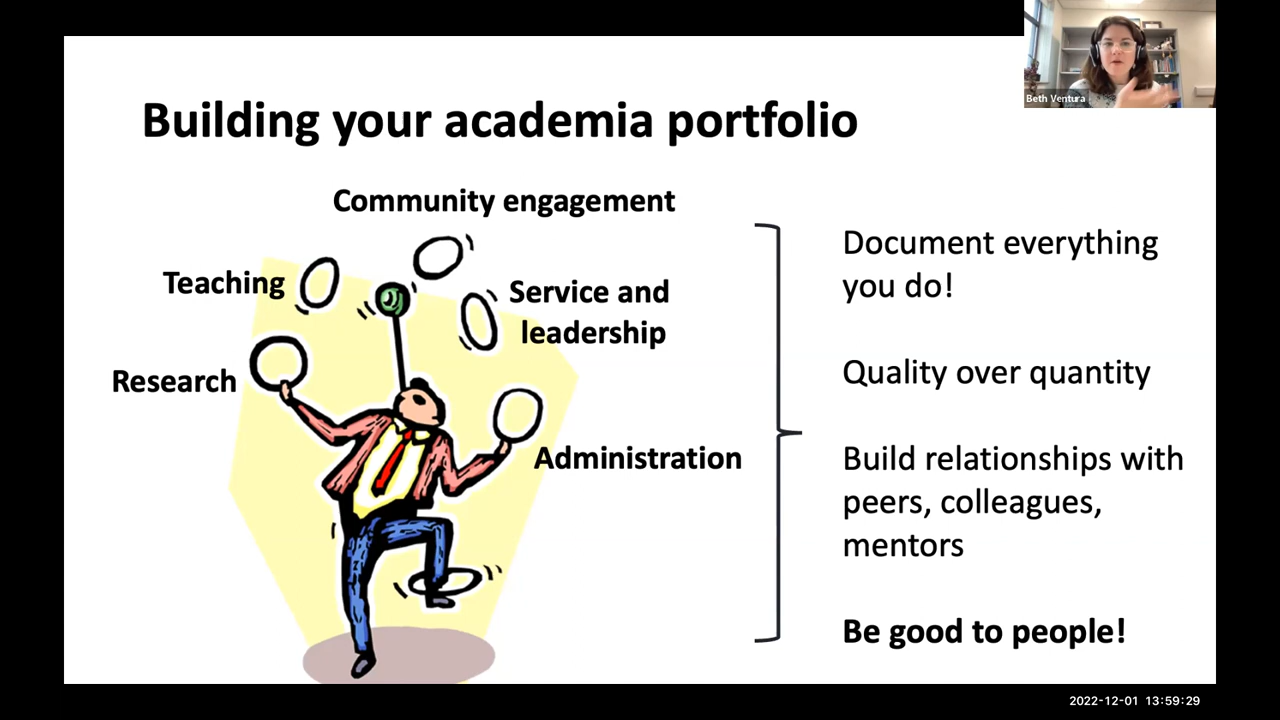 Beth Ventura
Building your academia portfolio
Community engagement
Teaching
Service and
leadership
Research
Administration
Document everything
you do!
Quality over quantity
Build relationships with
peers, colleagues,
mentors
Be good to people!
2022-12-01 13:59:29